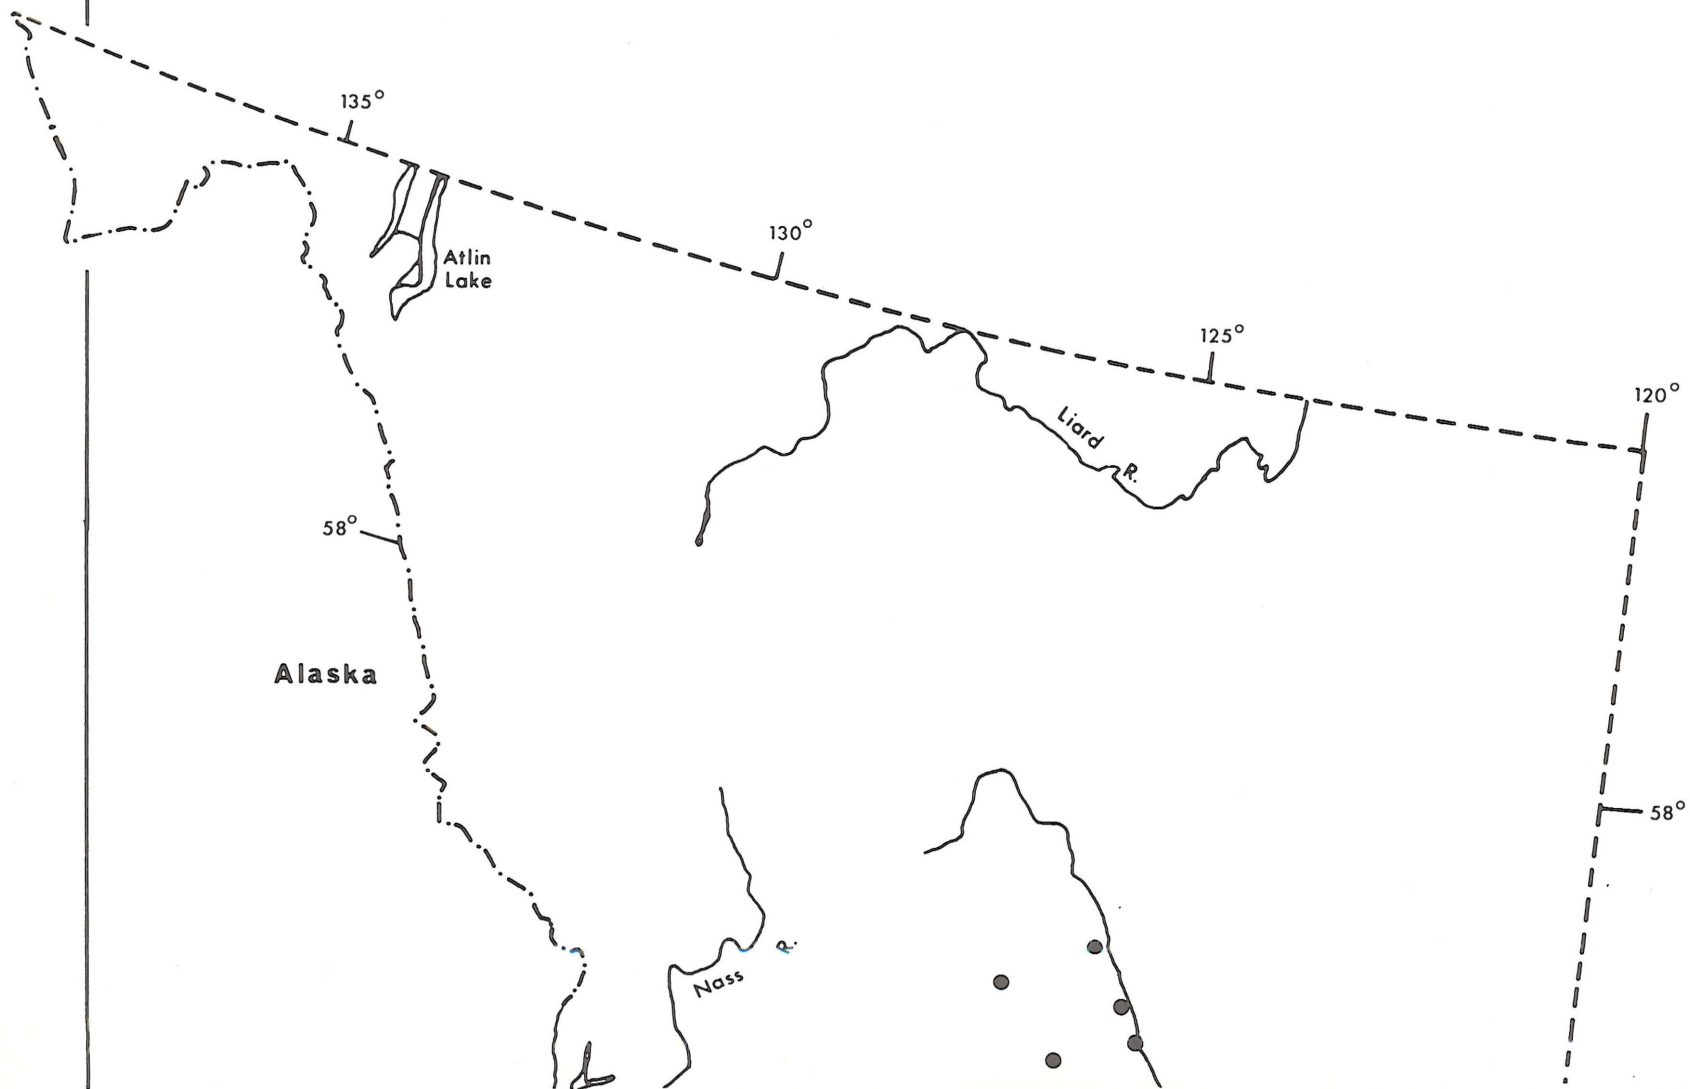 135°
130°
Atlin
Lake
125°
120°
Liard
R.
58°
Alaska
58°
R.
Nass